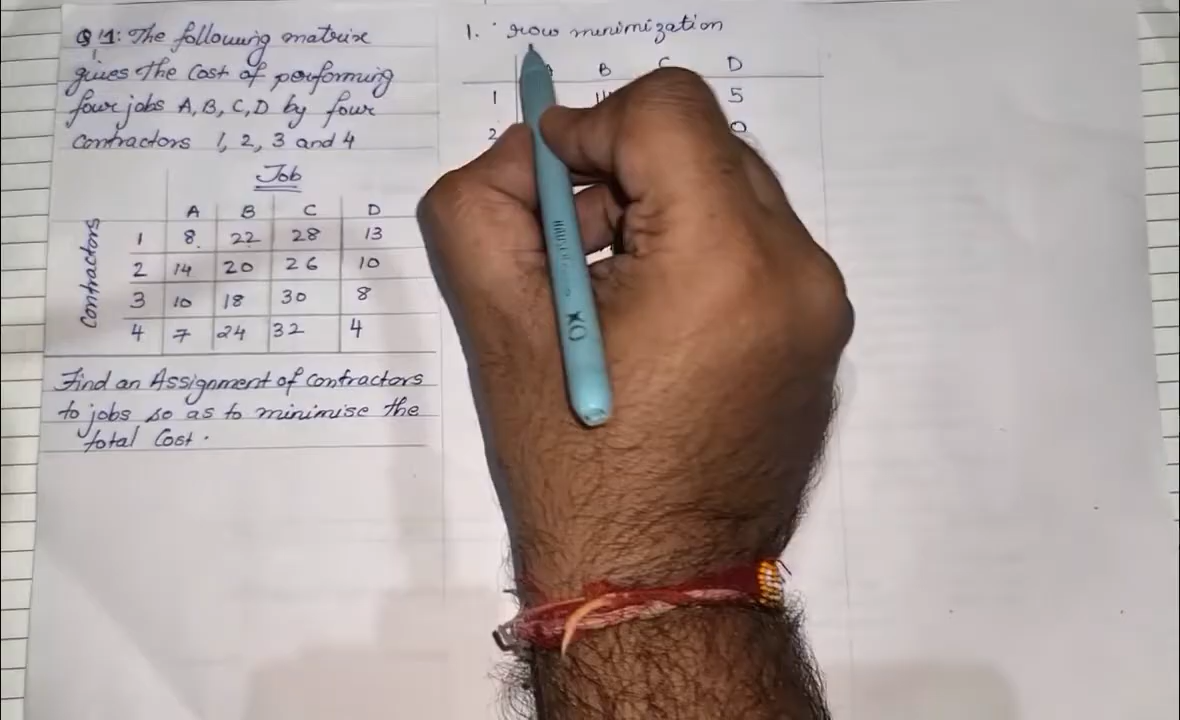 Q 1: The following matrix
gives the cost of performing
four jobs A, B, C, D by four
contractors 1, 2, 3 and 4
Job
A B C D
Contractors
1 8 22 28 13
2 14 20 26 10
3 10 18 30 8
4 7 24 32 4
Find an Assignment of contractors
to jobs so as to minimise the
total cost.
1. row minimization
B C D
1 14 5
2 0